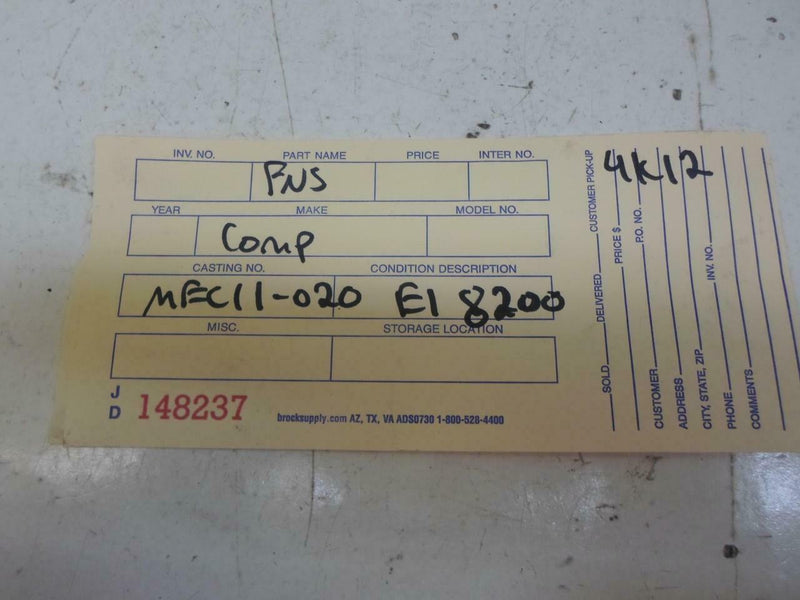 INV. NO. PART NAME PRICE INTER NO.
PNS
YEAR MAKE MODEL NO.
Comp
CASTING NO. CONDITION DESCRIPTION
MFC11-020 E1 8200
MISC. STORAGE LOCATION
JD 148237
brocksupply.com AZ, TX, VA ADS0730 1-800-528-4400
4K12
SOLD DELIVERED CUSTOMER PICK-UP
PRICE $
P.O. NO.
CUSTOMER
ADDRESS
CITY, STATE, ZIP INV. NO.
PHONE
COMMENTS